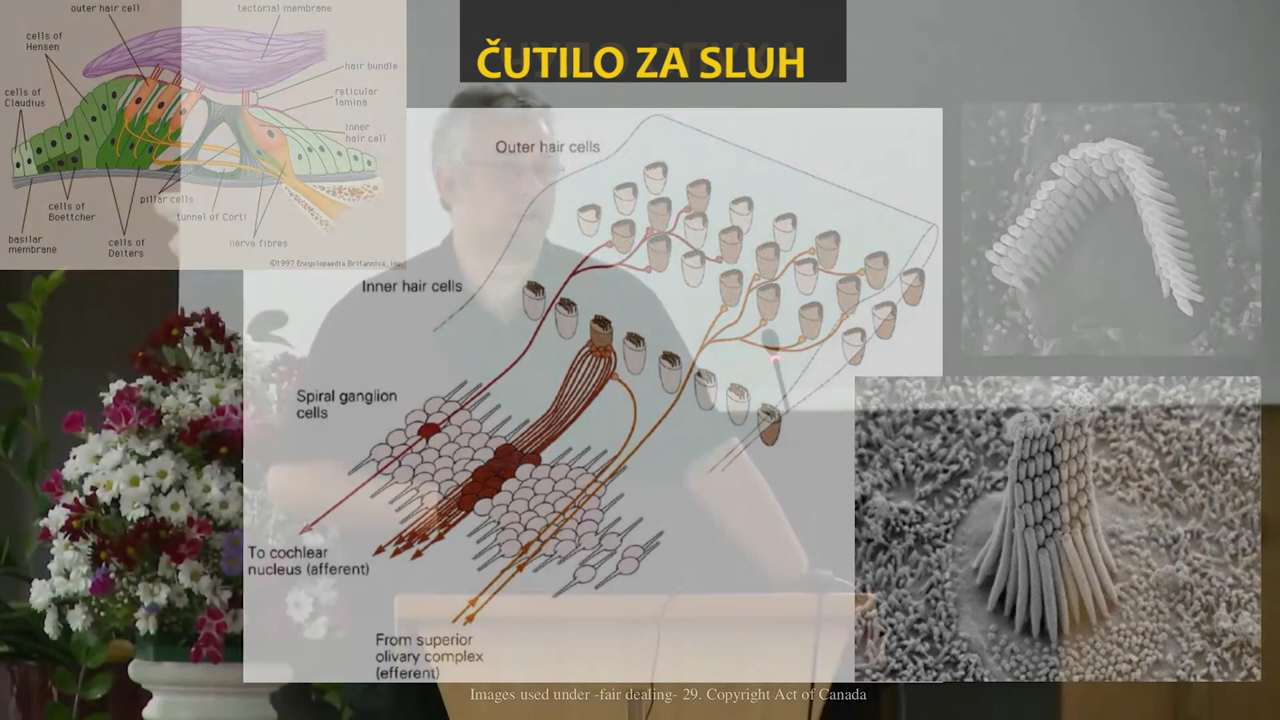 ČUTILO ZA SLUH
outer hair cell
tectorial membrane
cells of
Hensen
hair bundle
cells of
Claudius
reticular
lamina
inner
hair cell
pillar cells
cells of
Boettcher
tunnel of Corti
basilar
membrane
cells of
Deiters
nerve fibres
©1997 Encyclopaedia Britannica, Inc.
Outer hair cells
Inner hair cells
Spiral ganglion
cells
To cochlear
nucleus (afferent)
From superior
olivary complex
(efferent)
Images used under -fair dealing- 29. Copyright Act of Canada